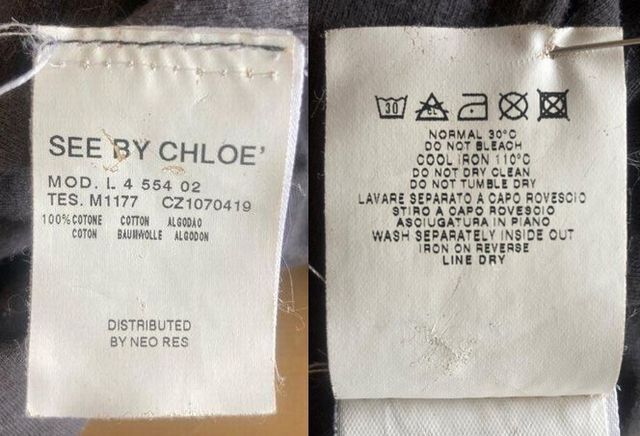 SEE BY CHLOE'
MOD. L 4 554 02
TES. M1177 CZ1070419
100% COTONE COTTON ALGODAO
COTON BAUMWOLLE ALGODON
DISTRIBUTED
BY NEO RES
30 CL
NORMAL 30°C
DO NOT BLEACH
COOL IRON 110°C
DO NOT DRY CLEAN
DO NOT TUMBLE DRY
LAVARE SEPARATO A CAPO ROVESCIO
STIRO A CAPO ROVESCIO
ASCIUGATURA IN PIANO
WASH SEPARATELY INSIDE OUT
IRON ON REVERSE
LINE DRY